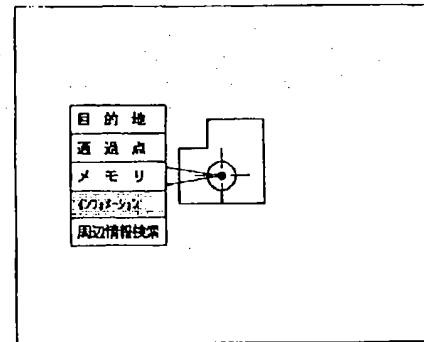 目的地
通過点
メモリ
インフォメーション
周辺情報検索